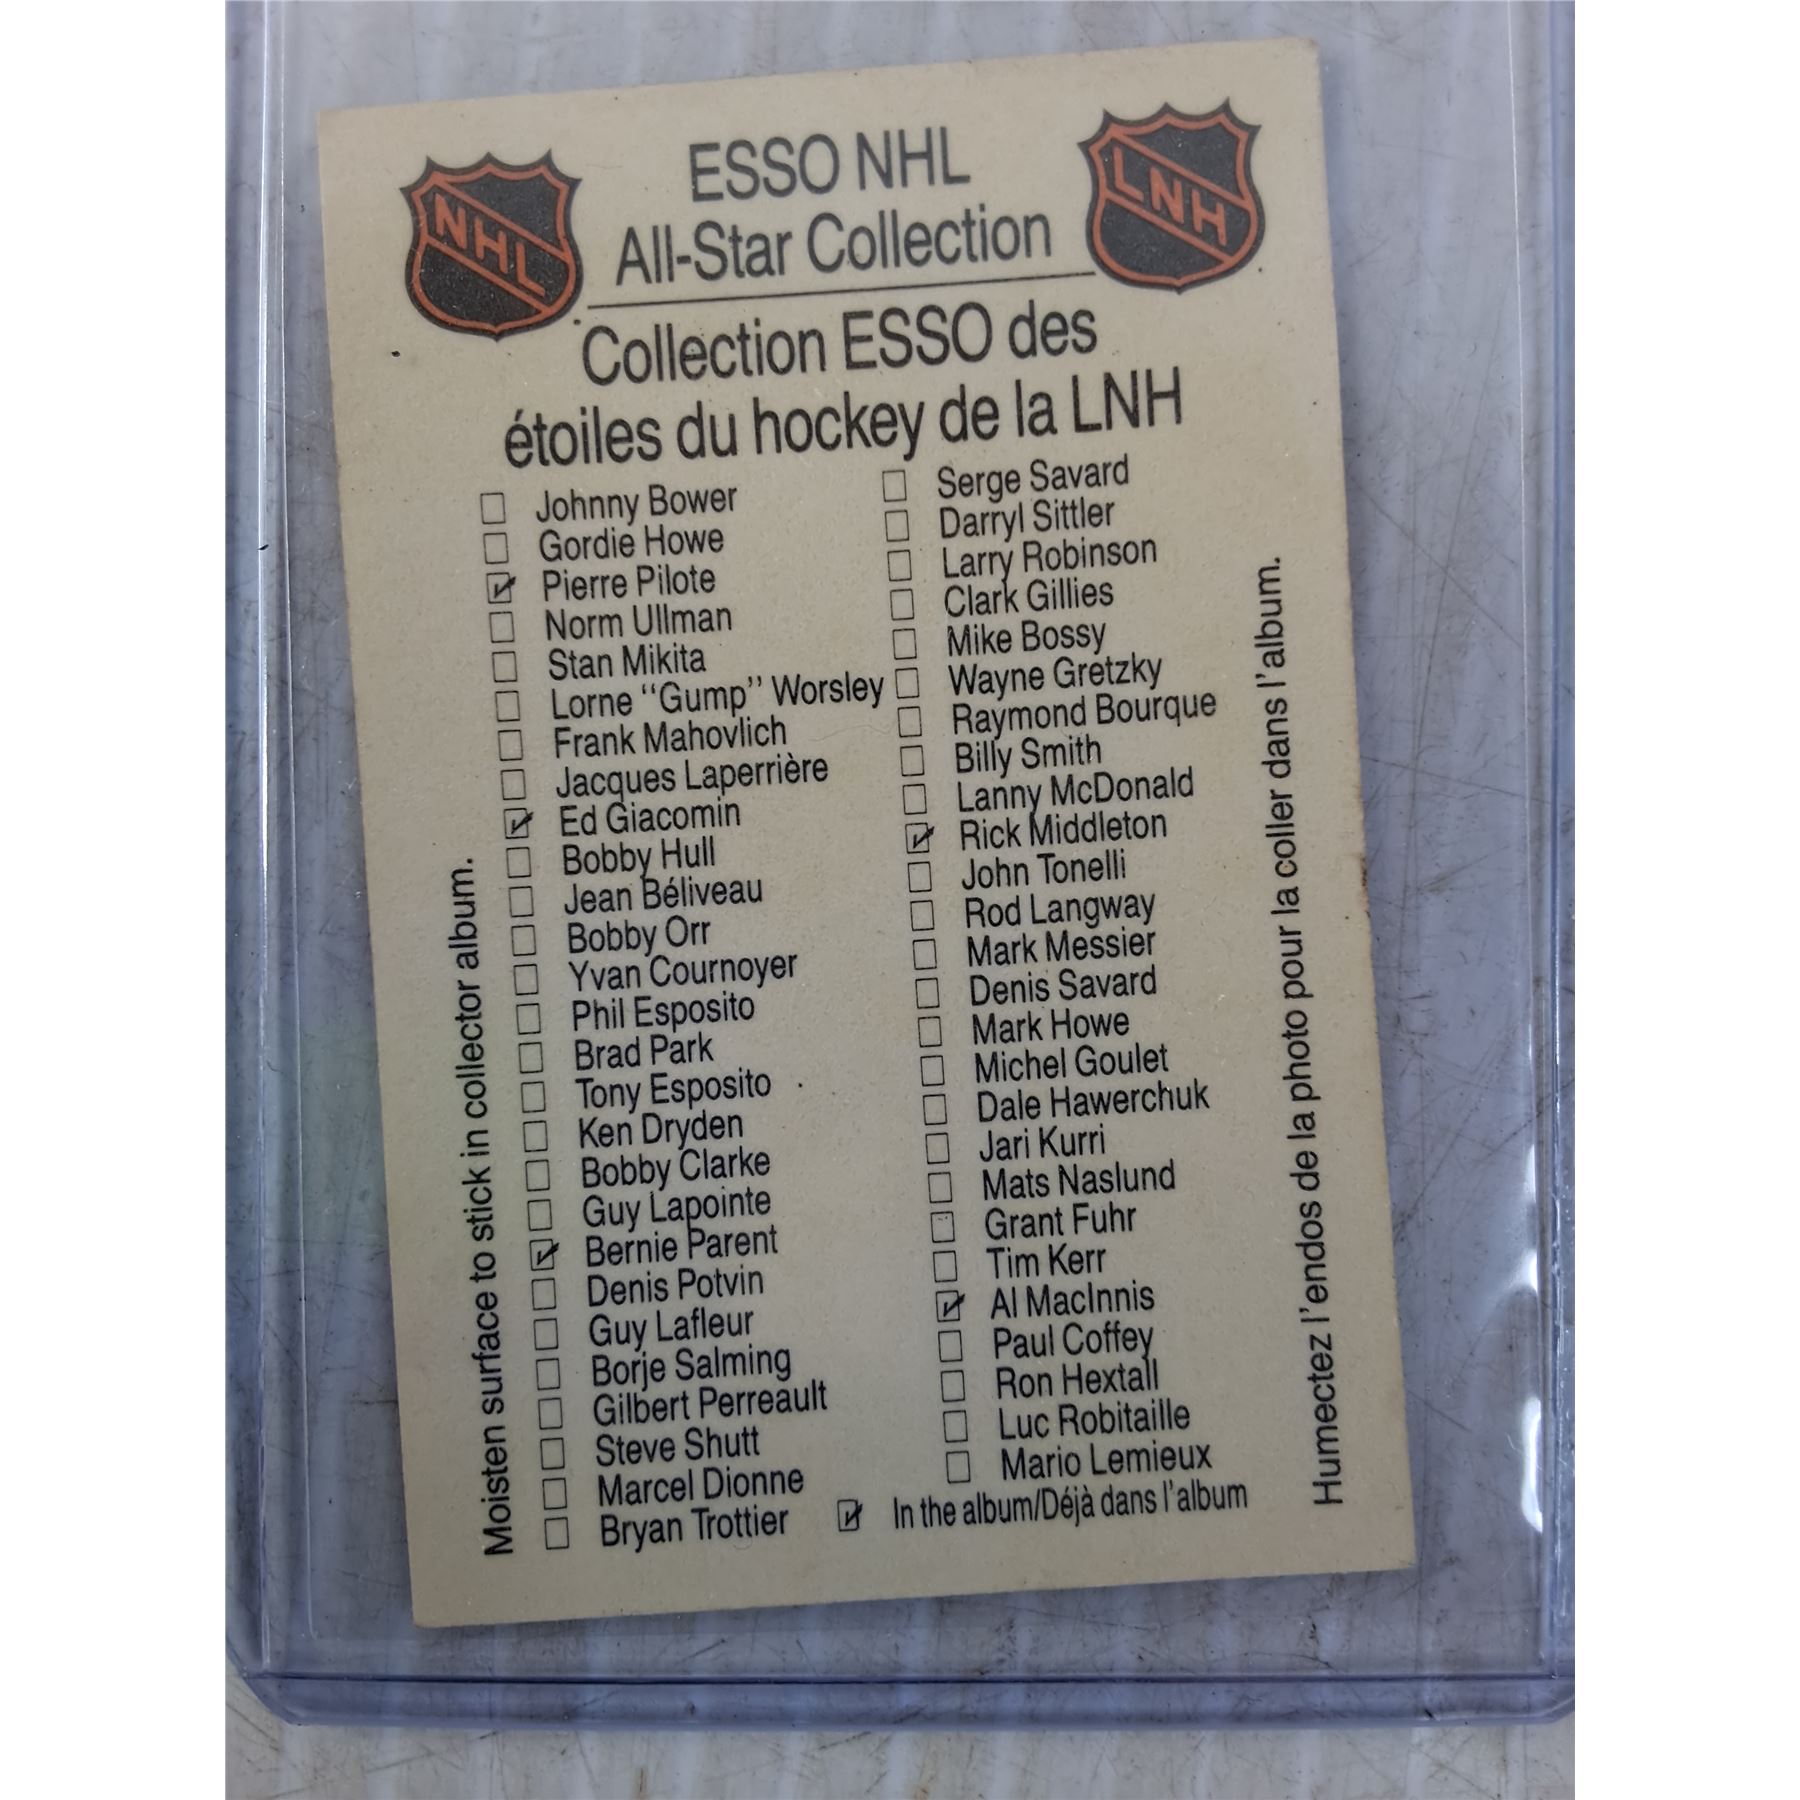 NHL
ESSO NHL
LNH
All-Star Collection
Collection ESSO des
étoiles du hockey de la LNH
Johnny Bower
Gordie Howe
Pierre Pilote
Norm Ullman
Stan Mikita
Lorne "Gump" Worsley
Frank Mahovlich
Jacques Laperrière
Ed Giacomin
Bobby Hull
Jean Béliveau
Bobby Orr
Yvan Cournoyer
Phil Esposito
Brad Park
Tony Esposito
Ken Dryden
Bobby Clarke
Guy Lapointe
Bernie Parent
Denis Potvin
Guy Lafleur
Borje Salming
Gilbert Perreault
Steve Shutt
Marcel Dionne
Bryan Trottier
Serge Savard
Darryl Sittler
Larry Robinson
Clark Gillies
Mike Bossy
Wayne Gretzky
Raymond Bourque
Billy Smith
Lanny McDonald
Rick Middleton
John Tonelli
Rod Langway
Mark Messier
Denis Savard
Mark Howe
Michel Goulet
Dale Hawerchuk
Jari Kurri
Mats Naslund
Grant Fuhr
Tim Kerr
Al MacInnis
Paul Coffey
Ron Hextall
Luc Robitaille
Mario Lemieux
In the album/Déjà dans l'album
Moisten surface to stick in collector album.
Humectez l'endos de la photo pour la coller dans l'album.